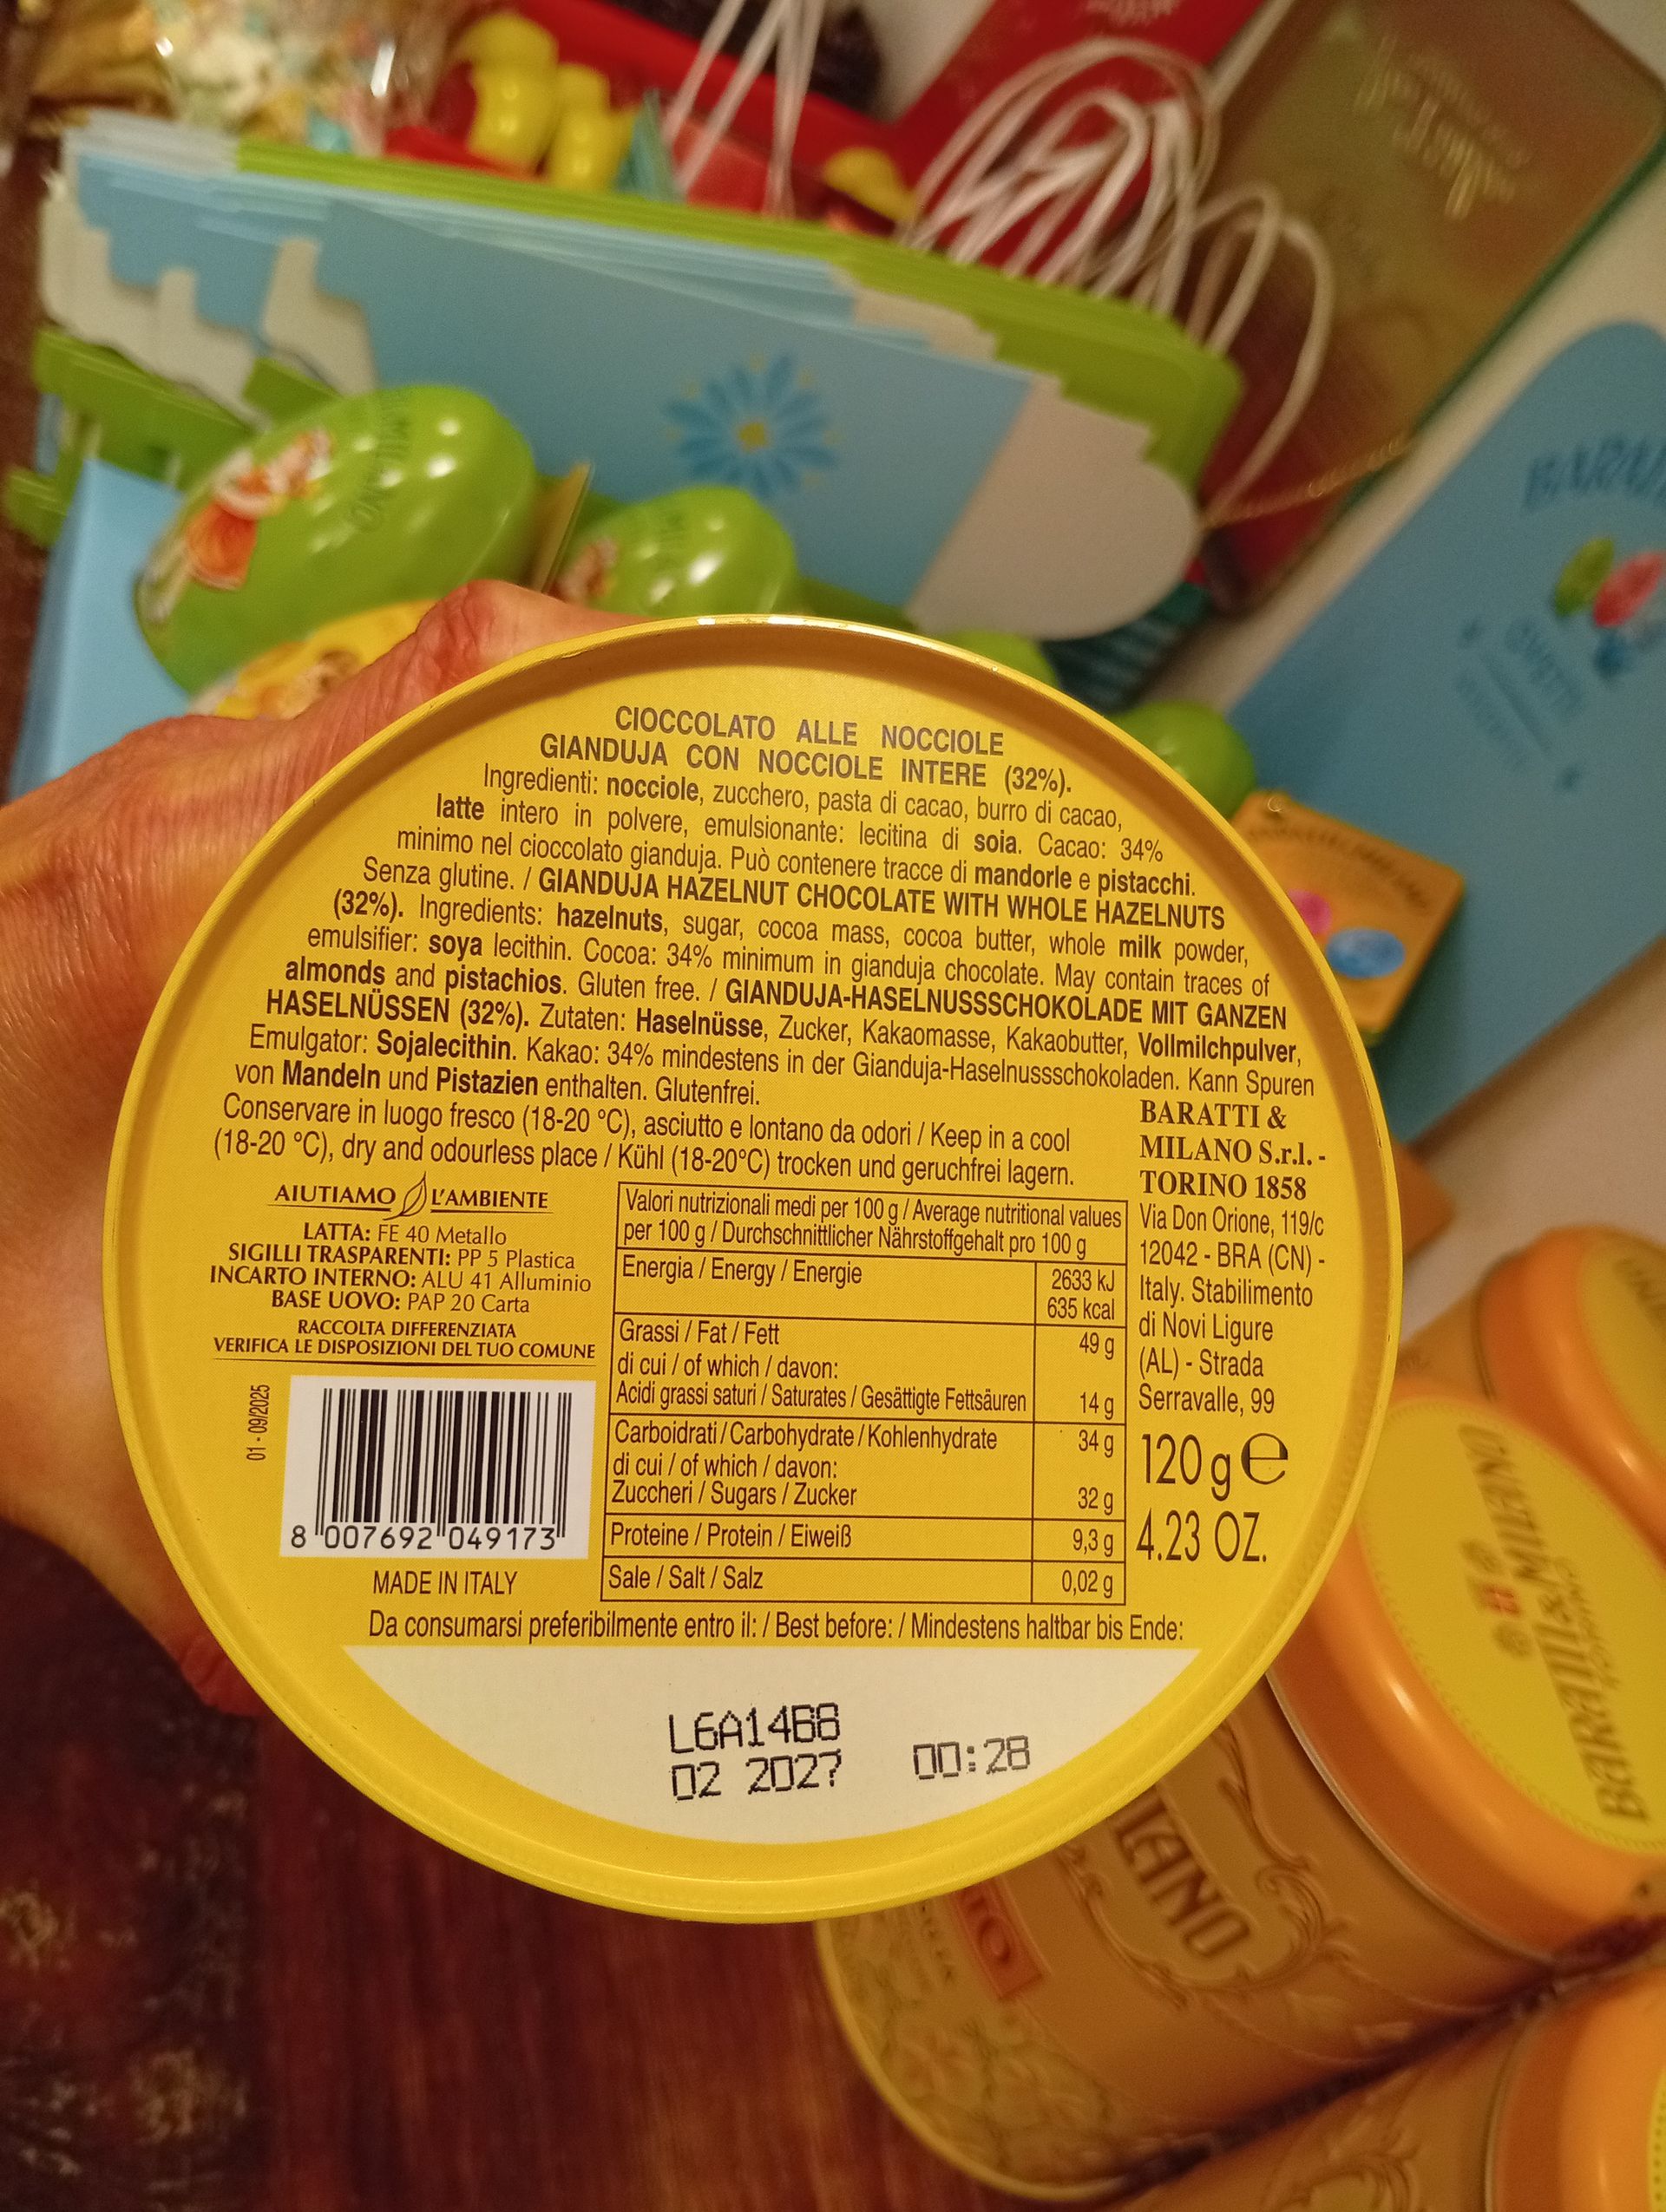 CIOCCOLATO ALLE NOCCIOLE
GIANDUJA CON NOCCIOLE INTERE (32%).
Ingredienti: nocciole, zucchero, pasta di cacao, burro di cacao,
latte intero in polvere, emulsionante: lecitina di soia. Cacao: 34%
minimo nel cioccolato gianduja. Può contenere tracce di mandorle e pistacchi.
Senza glutine. / GIANDUJA HAZELNUT CHOCOLATE WITH WHOLE HAZELNUTS
(32%). Ingredients: hazelnuts, sugar, cocoa mass, cocoa butter, whole milk powder,
emulsifier: soya lecithin. Cocoa: 34% minimum in gianduja chocolate. May contain traces of
almonds and pistachios. Gluten free. / GIANDUJA-HASELNUSSSCHOKOLADE MIT GANZEN
HASELNÜSSEN (32%). Zutaten: Haselnüsse, Zucker, Kakaomasse, Kakaobutter, Vollmilchpulver,
Emulgator: Sojalecithin. Kakao: 34% mindestens in der Gianduja-Haselnussschokoladen. Kann Spuren
von Mandeln und Pistazien enthalten. Glutenfrei.
Conservare in luogo fresco (18-20 °C), asciutto e lontano da odori / Keep in a cool
(18-20 °C), dry and odourless place / Kühl (18-20°C) trocken und geruchfrei lagern.
BARATTI &
MILANO S.r.l. -
TORINO 1858
Via Don Orione, 119/c
12042 - BRA (CN) -
Italy. Stabilimento
di Novi Ligure
(AL) - Strada
Serravalle, 99
120 g e
4.23 OZ.
AIUTIAMO L'AMBIENTE
LATTA: FE 40 Metallo
SIGILLI TRASPARENTI: PP 5 Plastica
INCARTO INTERNO: ALU 41 Alluminio
BASE UOVO: PAP 20 Carta
RACCOLTA DIFFERENZIATA
VERIFICA LE DISPOSIZIONI DEL TUO COMUNE
01 - 09/2025
8 007692 049173
MADE IN ITALY
Valori nutrizionali medi per 100 g / Average nutritional values
per 100 g / Durchschnittlicher Nährstoffgehalt pro 100 g
Energia / Energy / Energie 2633 kJ
635 kcal
Grassi / Fat / Fett 49 g
di cui / of which / davon:
Acidi grassi saturi / Saturates / Gesättigte Fettsäuren 14 g
Carboidrati / Carbohydrate / Kohlenhydrate 34 g
di cui / of which / davon:
Zuccheri / Sugars / Zucker 32 g
Proteine / Protein / Eiweiß 9,3 g
Sale / Salt / Salz 0,02 g
Da consumarsi preferibilmente entro il: / Best before: / Mindestens haltbar bis Ende:
L6A1468
02 2027 00:28
BARATTI&MILANO